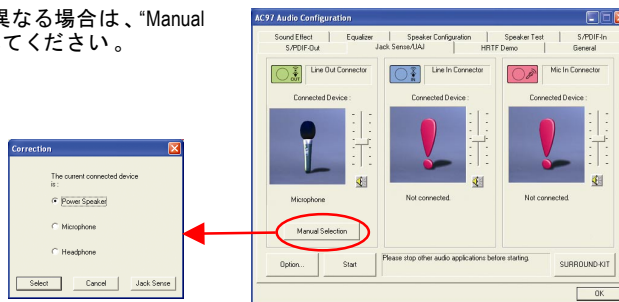 異なる場合は、“Manual
てください。
AC97 Audio Configuration
Sound Effect Equalizer Speaker Configuration Speaker Test S/PDIF-In
S/PDIF-Out Jack Sense/UAJ HRTF Demo General
Line Out Connector Line In Connector Mic In Connector
OUT IN
Connected Device : Connected Device : Connected Device :
Microphone Not connected. Not connected.
Manual Selection
Option... Start Please stop other audio applications before starting. SURROUND-KIT
OK
Correction
The current connected device
is :
Power Speaker
Microphone
Headphone
Select Cancel Jack Sense